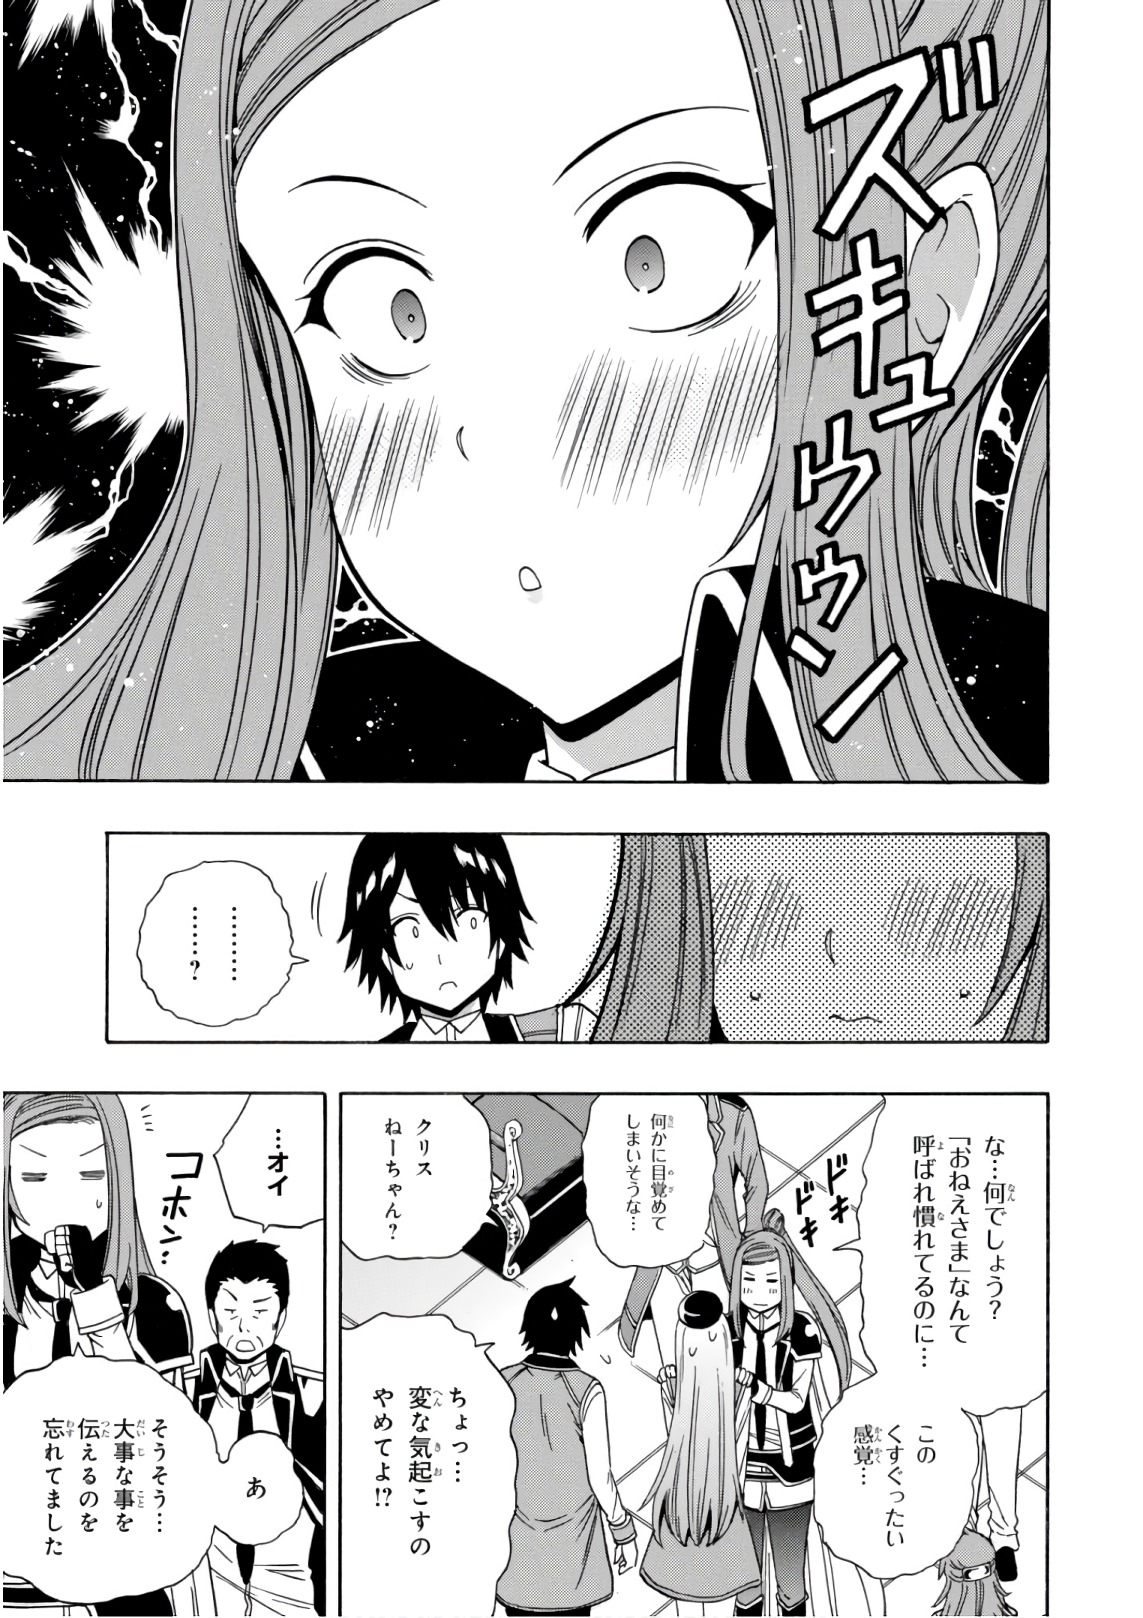 ズキュウゥン
………
………？
な…何でしょう？
「おねえさま」なんて
呼ばれ慣れてるのに…
この
くすぐったい
感覚…
ドキ
ドキ
何かに目覚めて
しまいそうな…
クリス
ねーちゃん？
ちょっ…
変な気起こすの
やめてよ!?
…オイ
コホン…
あ
そうそう…
大事な事を
伝えるのを
忘れてました